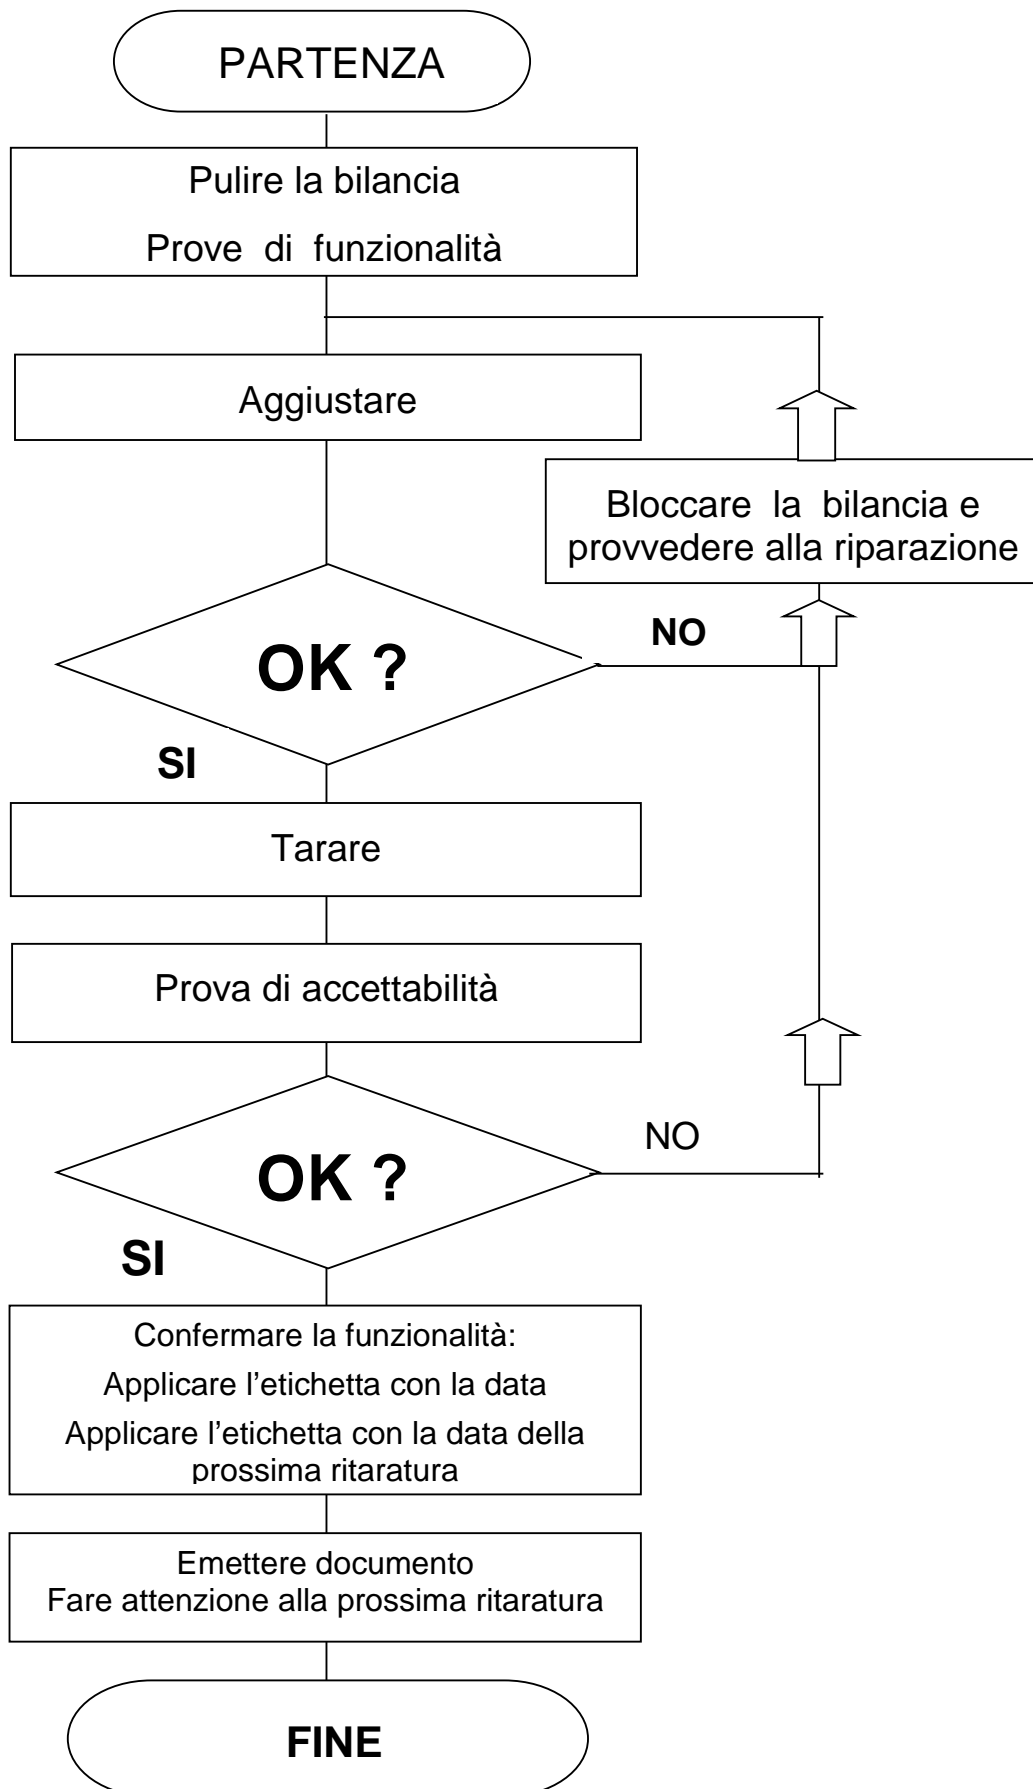 PARTENZA
Pulire la bilancia
Prove di funzionalità
Aggiustare
Bloccare la bilancia e
provvedere alla riparazione
NO
OK ?
SI
Tarare
Prova di accettabilità
NO
OK ?
SI
Confermare la funzionalità:
Applicare l’etichetta con la data
Applicare l’etichetta con la data della
prossima ritaratura
Emettere documento
Fare attenzione alla prossima ritaratura
FINE